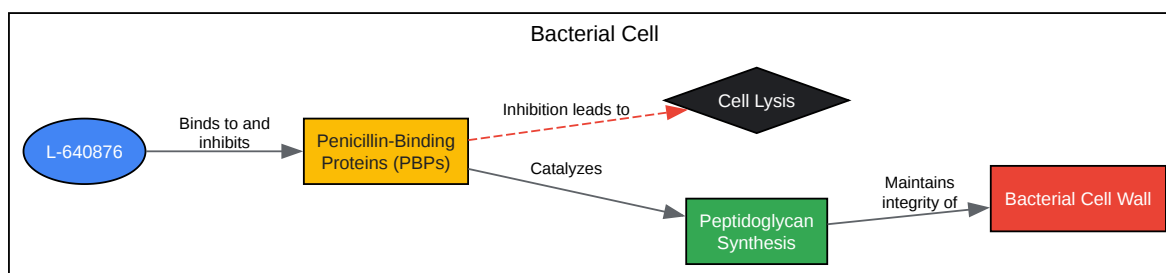 Bacterial Cell
L-640876
Binds to and
inhibits
Penicillin-Binding
Proteins (PBPs)
Inhibition leads to
Cell Lysis
Catalyzes
Peptidoglycan
Synthesis
Maintains
integrity of
Bacterial Cell Wall